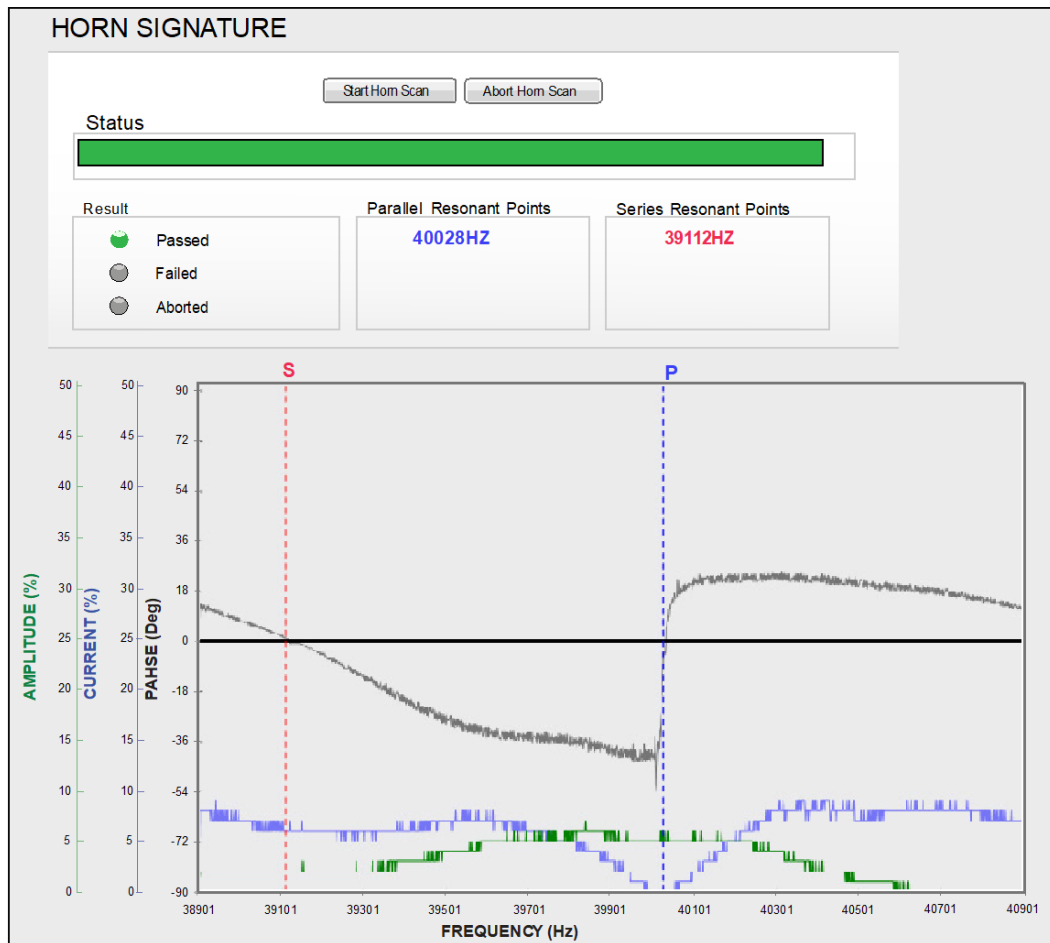 HORN SIGNATURE
Start Horn Scan Abort Horn Scan
Status
Result Parallel Resonant Points Series Resonant Points
Passed 40028HZ 39112HZ
Failed
Aborted
S P
50 50 90
45 45 72
40 40 54
35 35 36
30 30 18
25 25 0
20 20 -18
15 15 -36
10 10 -54
5 5 -72
0 0 -90
AMPLITUDE (%)
CURRENT (%)
PAHSE (Deg)
38901 39101 39301 39501 39701 39901 40101 40301 40501 40701 40901
FREQUENCY (Hz)